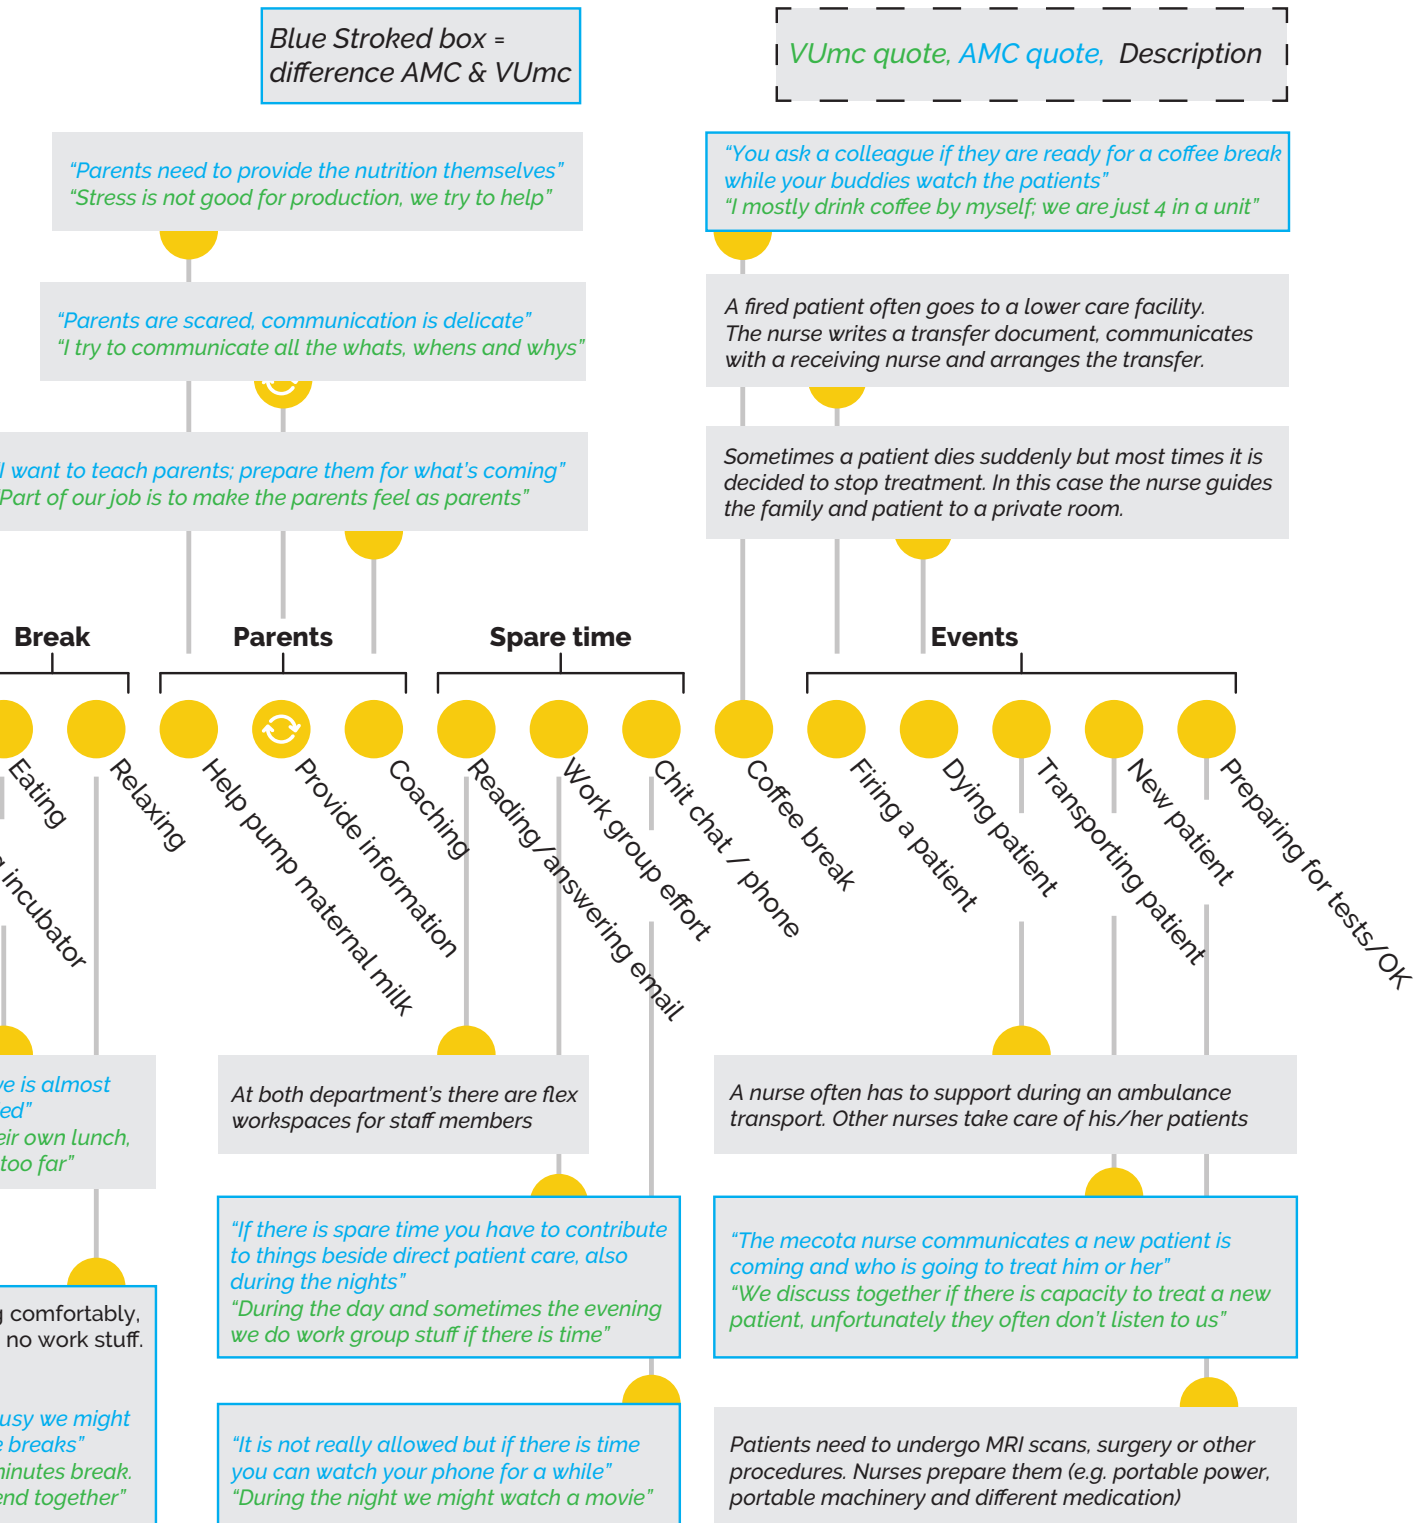 Blue Stroked box =
difference AMC & VUmc
VUmc quote, AMC quote, Description
“Parents need to provide the nutrition themselves”
“Stress is not good for production, we try to help”
“You ask a colleague if they are ready for a coffee break
while your buddies watch the patients”
“I mostly drink coffee by myself; we are just 4 in a unit”
“Parents are scared, communication is delicate”
“I try to communicate all the whats, whens and whys”
A fired patient often goes to a lower care facility.
The nurse writes a transfer document, communicates
with a receiving nurse and arranges the transfer.
I want to teach parents; prepare them for what’s coming”
Part of our job is to make the parents feel as parents”
Sometimes a patient dies suddenly but most times it is
decided to stop treatment. In this case the nurse guides
the family and patient to a private room.
Break
Parents
Spare time
Events
incubator
Eating
Relaxing
Help pump maternal milk
Provide information
Coaching
Reading/answering email
Work group effort
Chit chat / phone
Coffee break
Firing a patient
Dying patient
Transporting patient
New patient
Preparing for tests/OK
is almost
own lunch,
too far”
At both department’s there are flex
workspaces for staff members
A nurse often has to support during an ambulance
transport. Other nurses take care of his/her patients
comfortably,
no work stuff.
we might
breaks”
minutes break.
together”
“If there is spare time you have to contribute
to things beside direct patient care, also
during the nights”
“During the day and sometimes the evening
we do work group stuff if there is time”
“The mecota nurse communicates a new patient is
coming and who is going to treat him or her”
“We discuss together if there is capacity to treat a new
patient, unfortunately they often don’t listen to us”
“It is not really allowed but if there is time
you can watch your phone for a while”
“During the night we might watch a movie”
Patients need to undergo MRI scans, surgery or other
procedures. Nurses prepare them (e.g. portable power,
portable machinery and different medication)